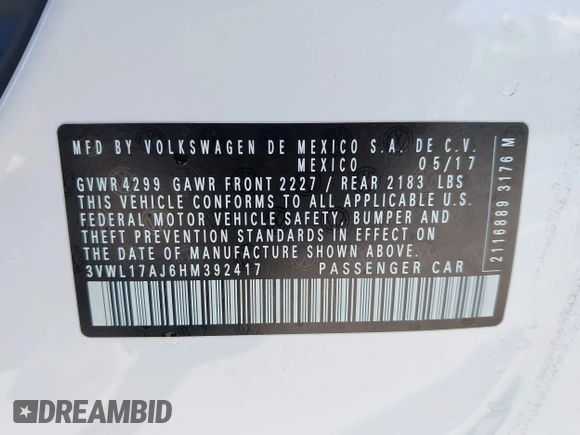 MFD BY VOLKSWAGEN DE MEXICO S.A. DE C.V.
MEXICO 05/17
GVWR 4299 GAWR FRONT 2227 / REAR 2183 LBS
THIS VEHICLE CONFORMS TO ALL APPLICABLE U.S.
FEDERAL MOTOR VEHICLE SAFETY, BUMPER AND
THEFT PREVENTION STANDARDS IN EFFECT ON
THE DATE OF MANUFACTURE SHOWN ABOVE.
3VWL17AJ6HM392417 PASSENGER CAR
2116889 3176 M
DREAMBID